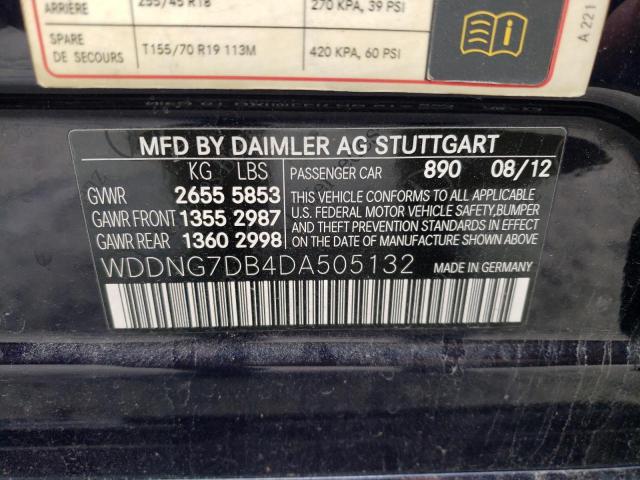 ARRIÈRE 255/45 R18 270 KPA, 39 PSI
SPARE
DE SECOURS T155/70 R19 113M 420 KPA, 60 PSI
A 221
MFD BY DAIMLER AG STUTTGART
KG LBS PASSENGER CAR 890 08/12
GVWR 2655 5853
GAWR FRONT 1355 2987
GAWR REAR 1360 2998
THIS VEHICLE CONFORMS TO ALL APPLICABLE
U.S. FEDERAL MOTOR VEHICLE SAFETY, BUMPER
AND THEFT PREVENTION STANDARDS IN EFFECT
ON THE DATE OF MANUFACTURE SHOWN ABOVE.
WDDNG7DB4DA505132 MADE IN GERMANY